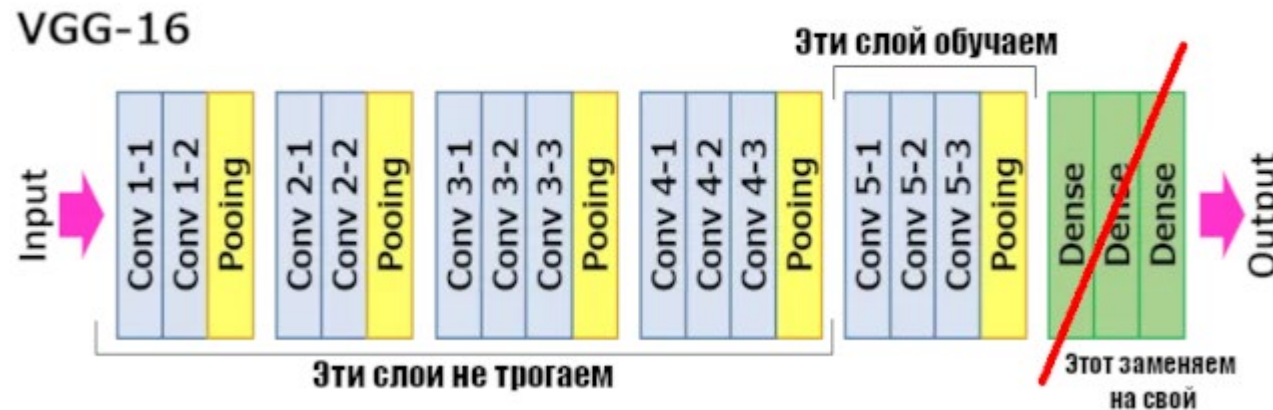 VGG-16
Эти слой обучаем
Input
Conv 1-1
Conv 1-2
Pooing
Conv 2-1
Conv 2-2
Pooing
Conv 3-1
Conv 3-2
Conv 3-3
Pooing
Conv 4-1
Conv 4-2
Conv 4-3
Pooing
Conv 5-1
Conv 5-2
Conv 5-3
Pooing
Dense
Dense
Dense
Output
Эти слои не трогаем
Этот заменяем
на свой